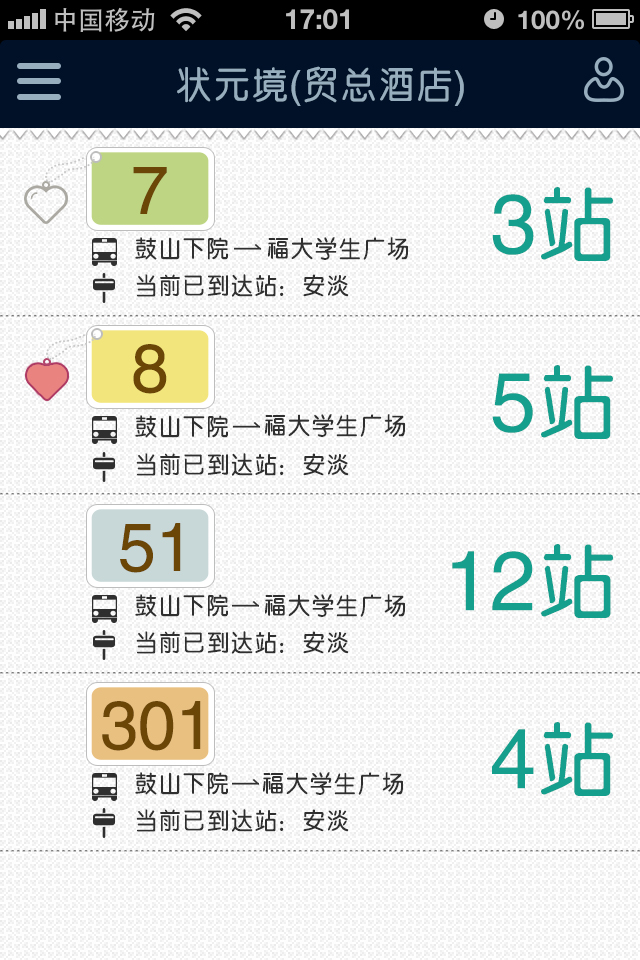 中国移动 17:01 100%
状元境(贸总酒店)
7
3站
鼓山下院一福大学生广场
当前已到达站：安淡
8
5站
鼓山下院一福大学生广场
当前已到达站：安淡
51
12站
鼓山下院一福大学生广场
当前已到达站：安淡
301
4站
鼓山下院一福大学生广场
当前已到达站：安淡